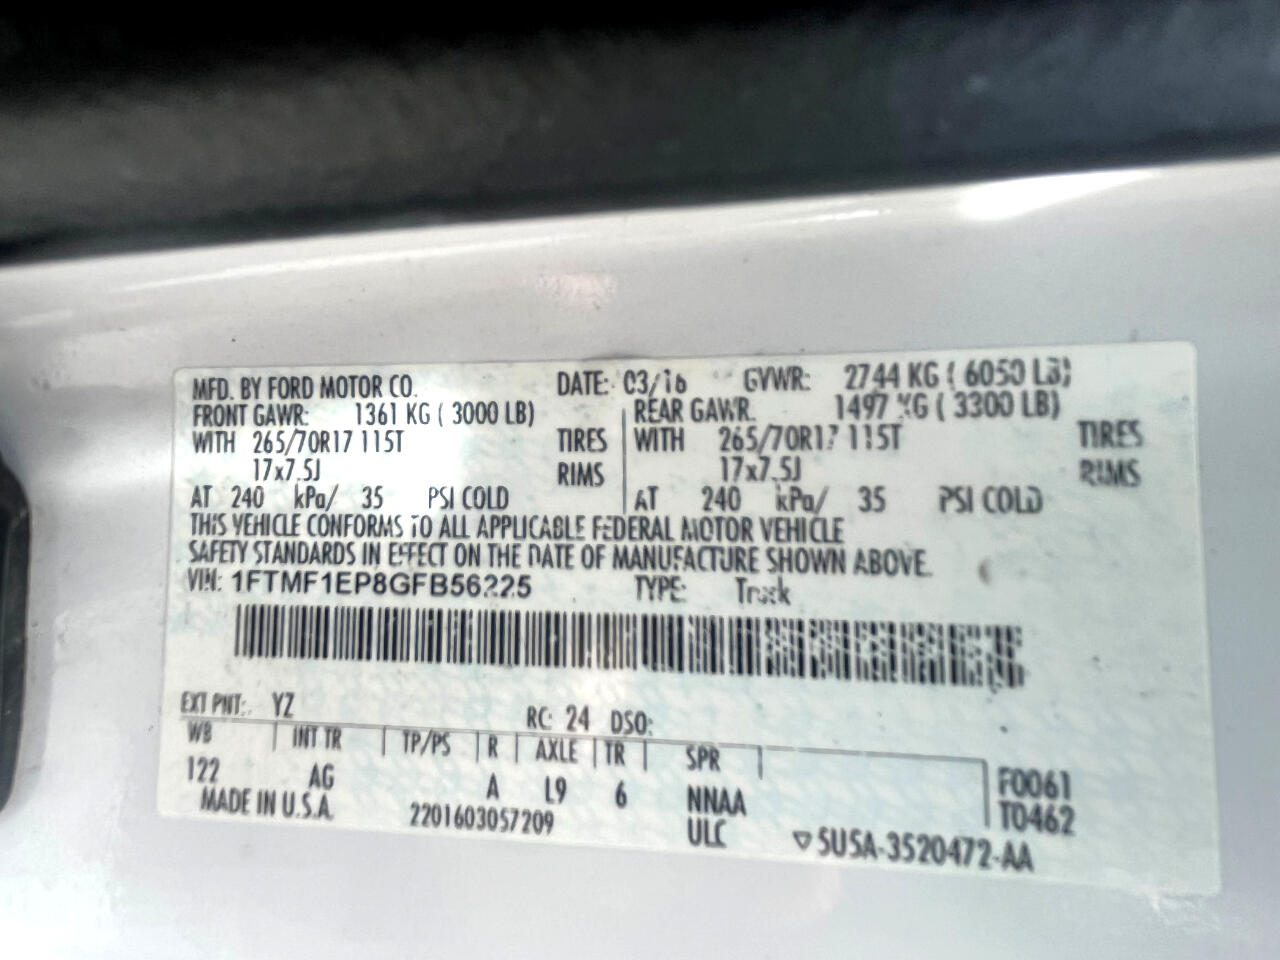 MFD. BY FORD MOTOR CO. DATE: 03/16 GVWR: 2744 KG ( 6050 LB)
FRONT GAWR: 1361 KG ( 3000 LB) REAR GAWR. 1497 KG ( 3300 LB)
WITH 265/70R17 115T TIRES WITH 265/70R17 115T TIRES
17x7.5J RIMS 17x7.5J RIMS
AT 240 kPa/ 35 PSI COLD AT 240 kPa/ 35 PSI COLD
THIS VEHICLE CONFORMS TO ALL APPLICABLE FEDERAL MOTOR VEHICLE
SAFETY STANDARDS IN EFFECT ON THE DATE OF MANUFACTURE SHOWN ABOVE.
VIN: 1FTMF1EP8GFB56225 TYPE: Truck
EXT PNT: YZ RC: 24 DSO:
WB INT TR TP/PS R AXLE TR SPR
122 AG A L9 6 NNAA F0061
MADE IN U.S.A. 2201603057209 ULC T0462
▽5U5A-3520472-AA